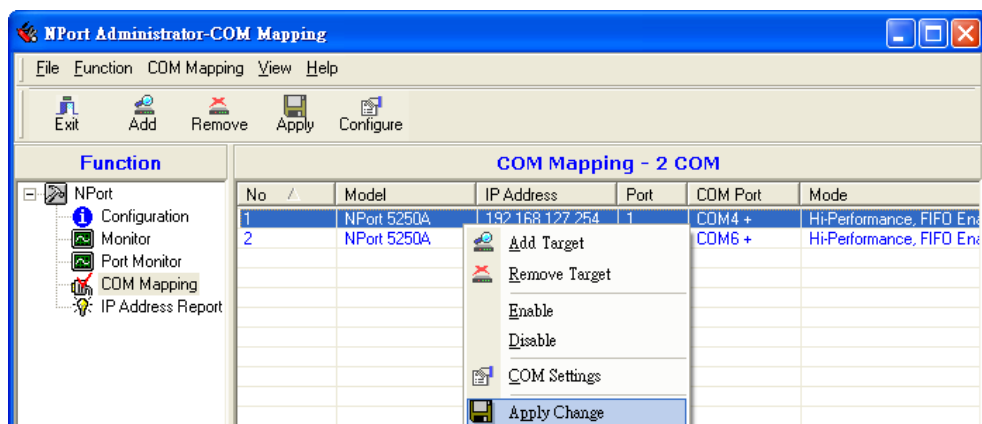 NPort Administrator-COM Mapping
File Function COM Mapping View Help
Exit Add Remove Apply Configure
Function
COM Mapping - 2 COM
NPort
Configuration
Monitor
Port Monitor
COM Mapping
IP Address Report
No Model IP Address Port COM Port Mode
1 NPort 5250A 192.168.127.254 1 COM4 + Hi-Performance, FIFO Ena
2 NPort 5250A COM6 + Hi-Performance, FIFO Ena
Add Target
Remove Target
Enable
Disable
COM Settings
Apply Change